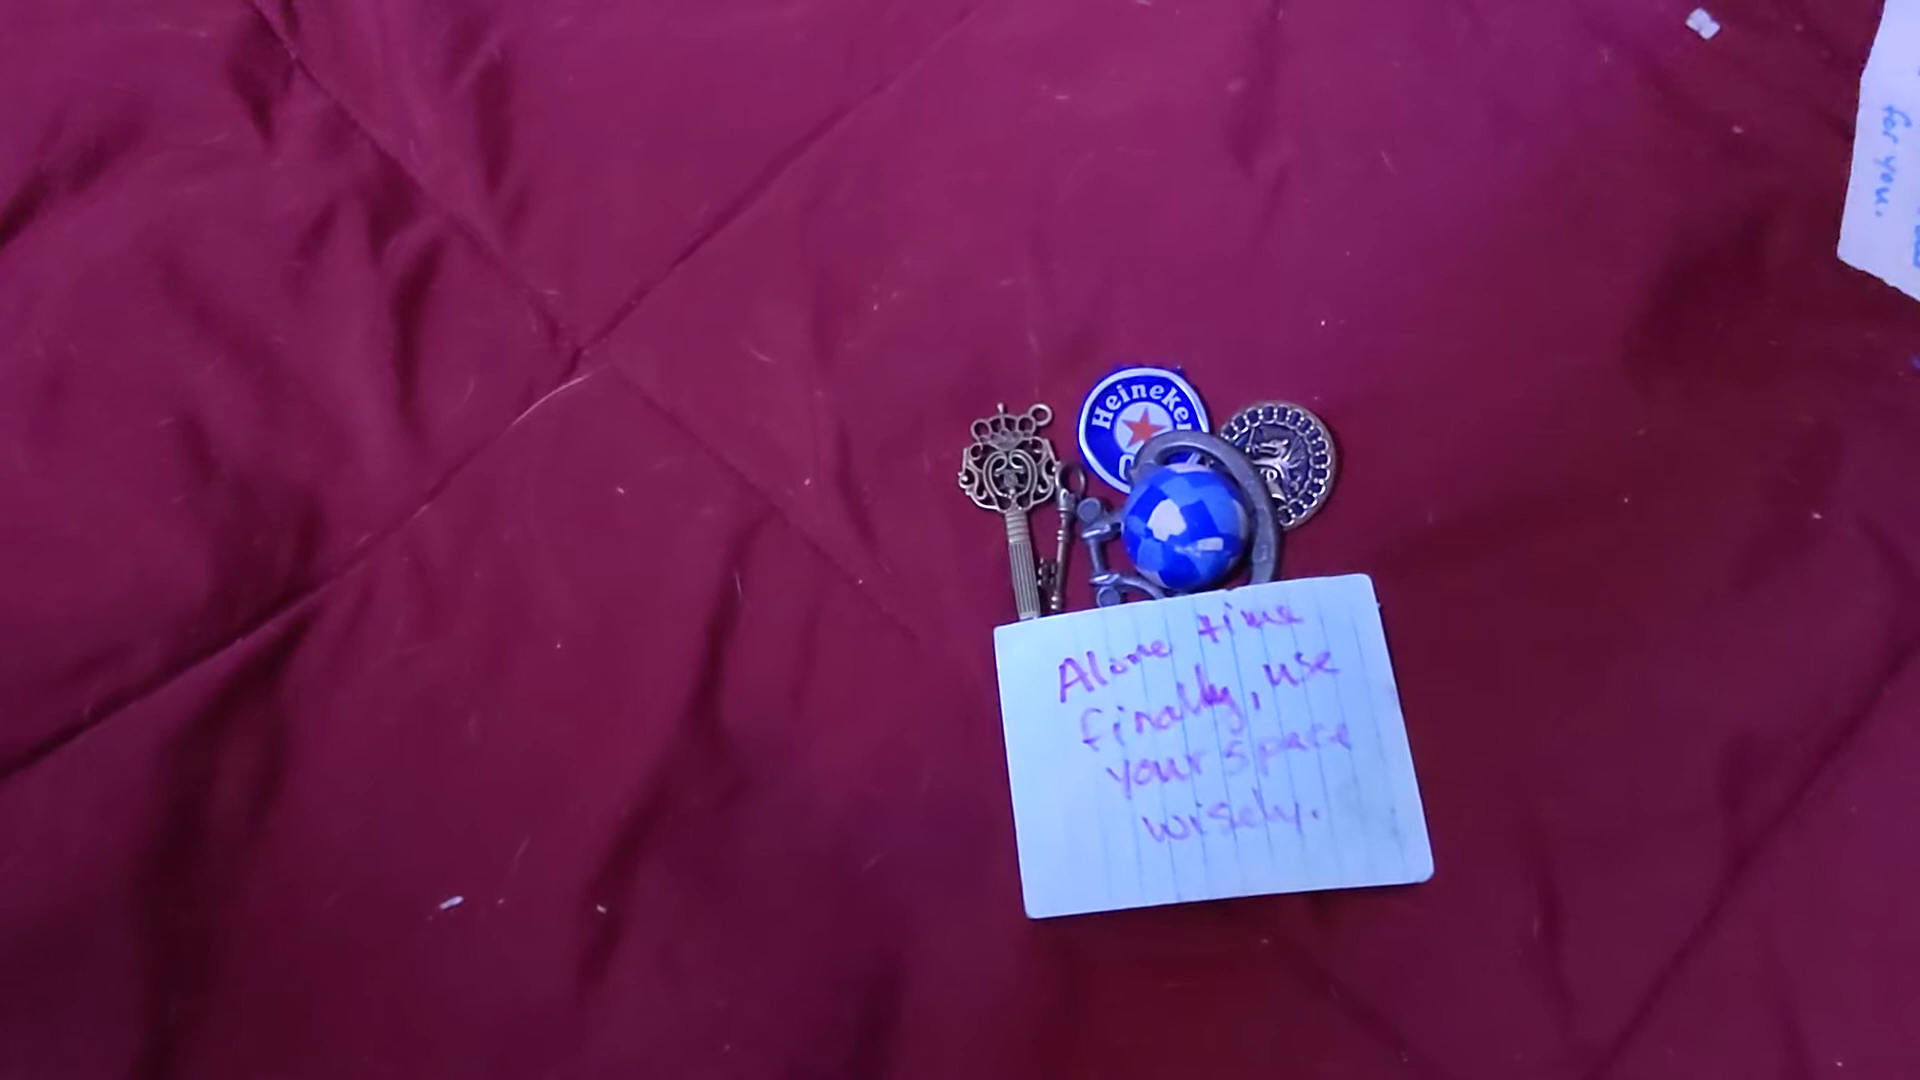 Heineken
Alone time
finally, use
your space
wisely.
for you.